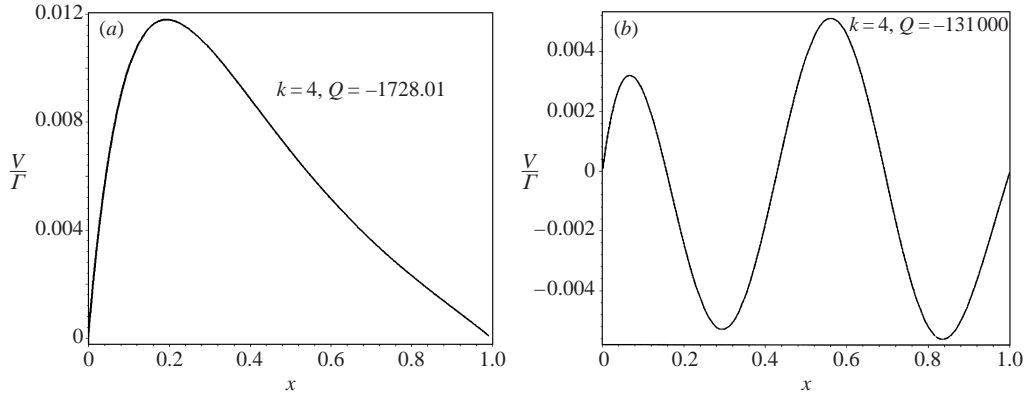 (a)
k = 4, Q = –1728.01
0.012
0.008
0.004
0
V
Γ
0
0.2
0.4
0.6
0.8
1.0
x
(b)
k = 4, Q = –131 000
0.004
0.002
0
–0.002
–0.004
V
Γ
0
0.2
0.4
0.6
0.8
1.0
x